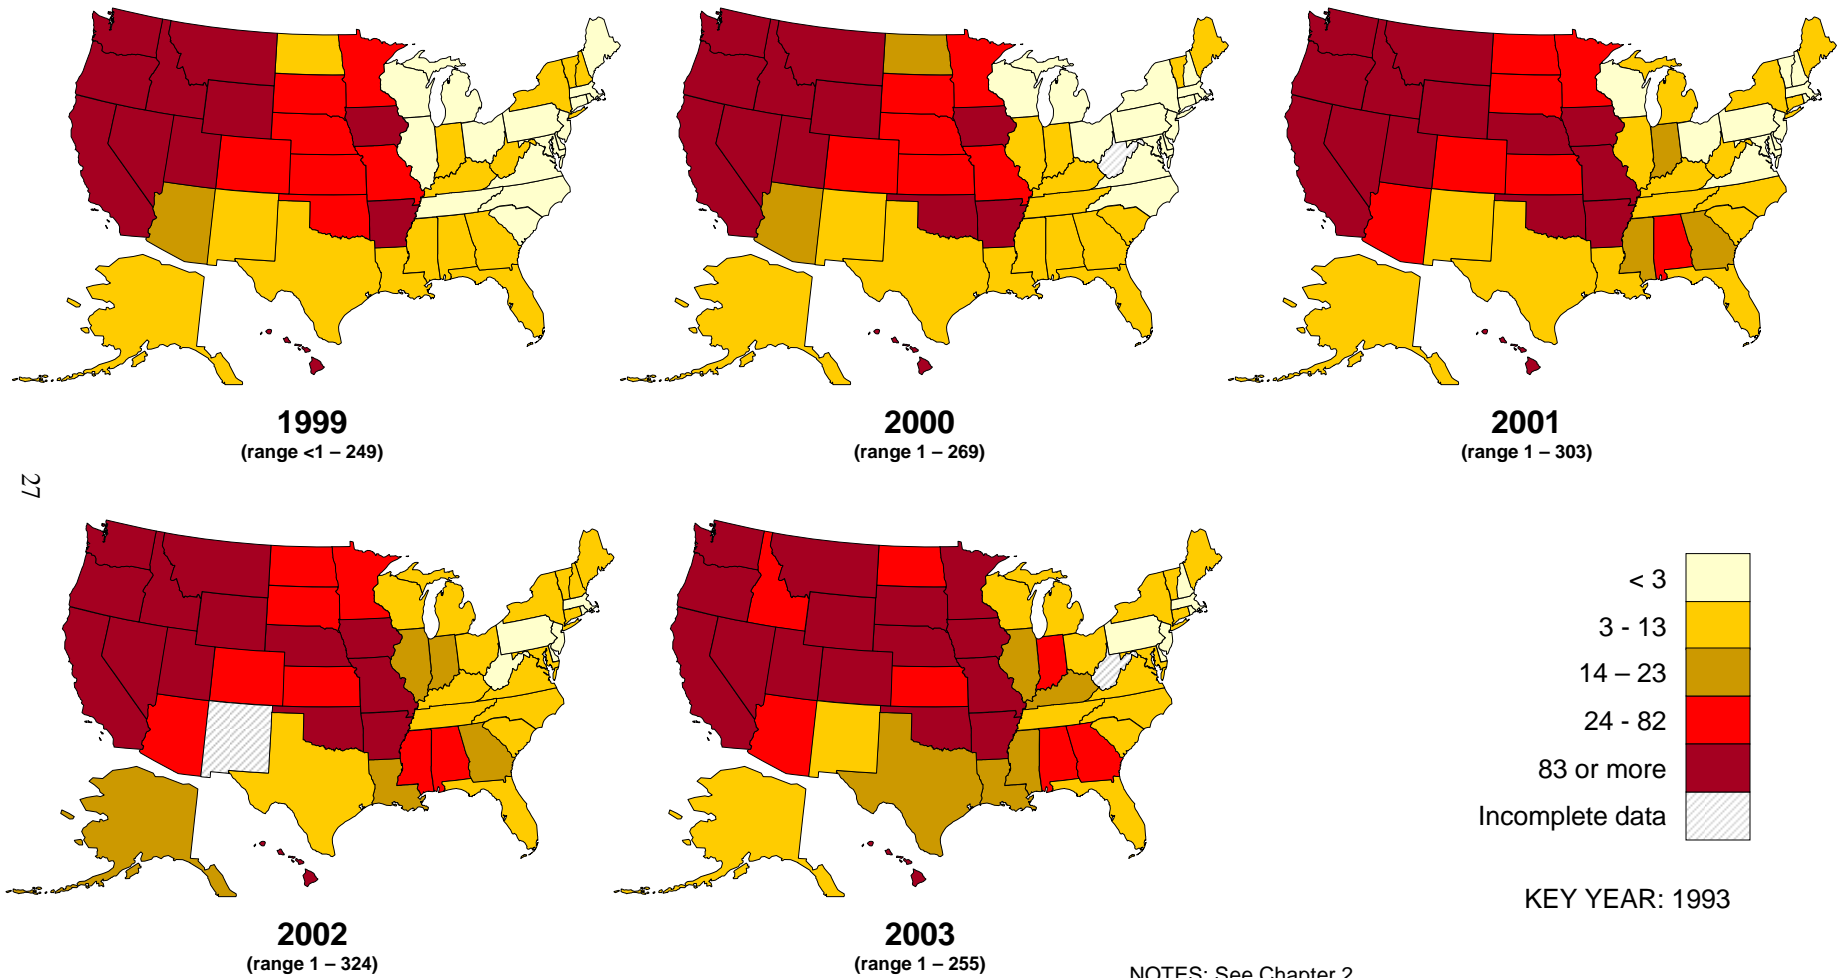 1999
(range <1 – 249)
2000
(range 1 – 269)
2001
(range 1 – 303)
27
2002
(range 1 – 324)
2003
(range 1 – 255)
< 3
3 - 13
14 – 23
24 - 82
83 or more
Incomplete data
KEY YEAR: 1993
NOTES: See Chapter 2